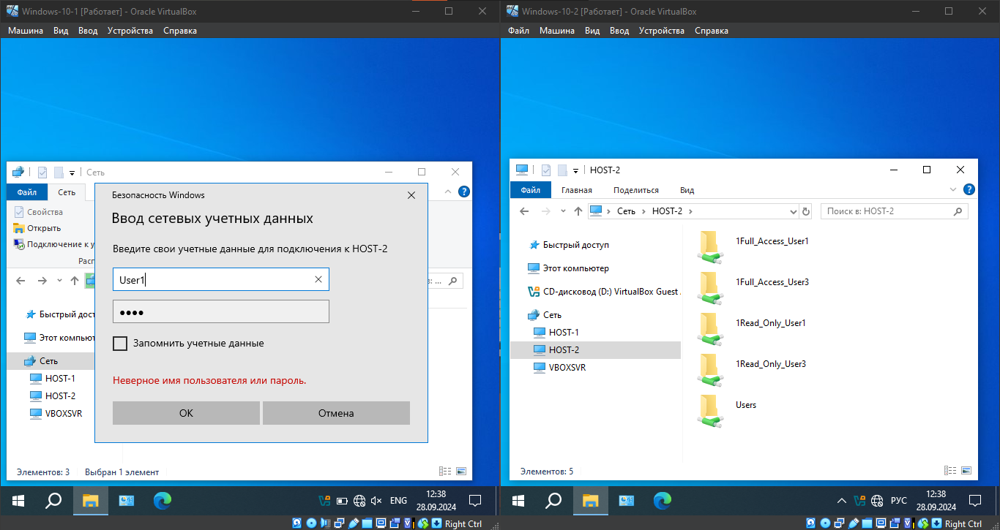 Windows-10-1 [Работает] - Oracle VirtualBox
Машина Вид Ввод Устройства Справка
Сеть
Файл Сеть
Свойства
Открыть
Подключение к у
Расп
Безопасность Windows
Ввод сетевых учетных данных
Введите свои учетные данные для подключения к HOST-2
User1
••••
Запомнить учетные данные
Неверное имя пользователя или пароль.
OK Отмена
в: ...
Быстрый дост
Этот компьют
Сеть
HOST-1
HOST-2
VBOXSVR
Элементов: 3 Выбран 1 элемент
ENG 12:38
28.09.2024
Right Ctrl
Windows-10-2 [Работает] - Oracle VirtualBox
Файл Машина Вид Ввод Устройства Справка
HOST-2
Файл Главная Поделиться Вид
Сеть HOST-2
Поиск в: HOST-2
Быстрый доступ
Этот компьютер
CD-дисковод (D:) VirtualBox Guest
Сеть
HOST-1
HOST-2
VBOXSVR
1Full_Access_User1
1Full_Access_User3
1Read_Only_User1
1Read_Only_User3
Users
Элементов: 5
РУС 12:38
28.09.2024
Right Ctrl